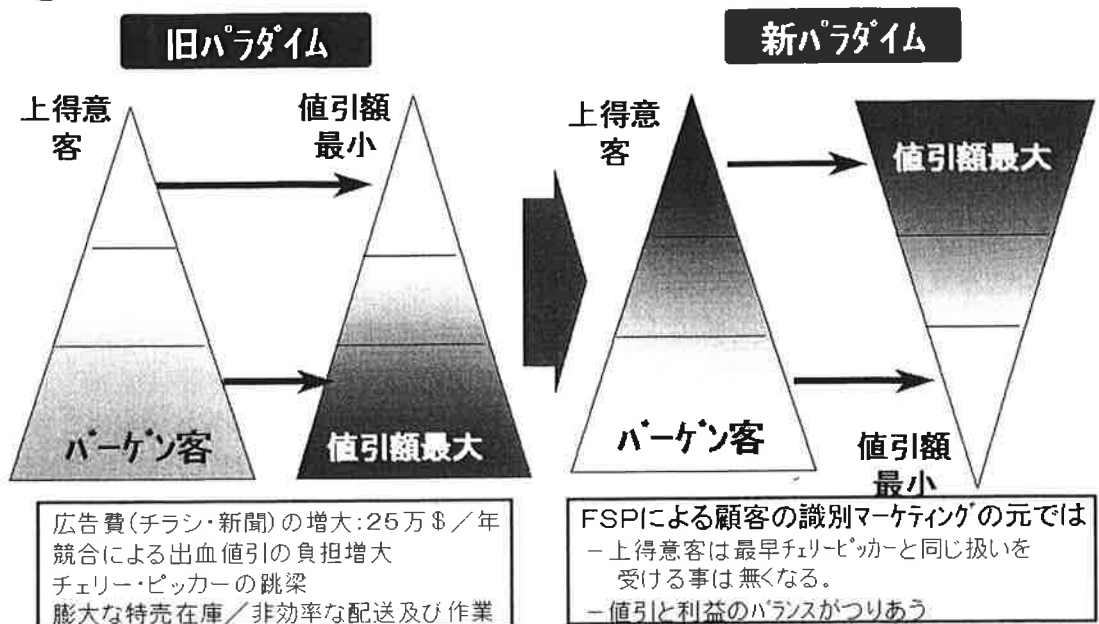 旧パラダイム
上得意
客
値引額
最小
バーゲン客
値引額最大
広告費(チラシ・新聞)の増大:25万$/年
競合による出血値引の負担増大
チェリー・ピッカーの跳梁
膨大な特売在庫/非効率な配送及び作業
新パラダイム
上得意
客
値引額最大
バーゲン客
値引額
最小
FSPによる顧客の識別マーケティングの元では
-上得意客は最早チェリーピッカーと同じ扱いを
受ける事は無くなる。
-値引と利益のバランスがつりあう